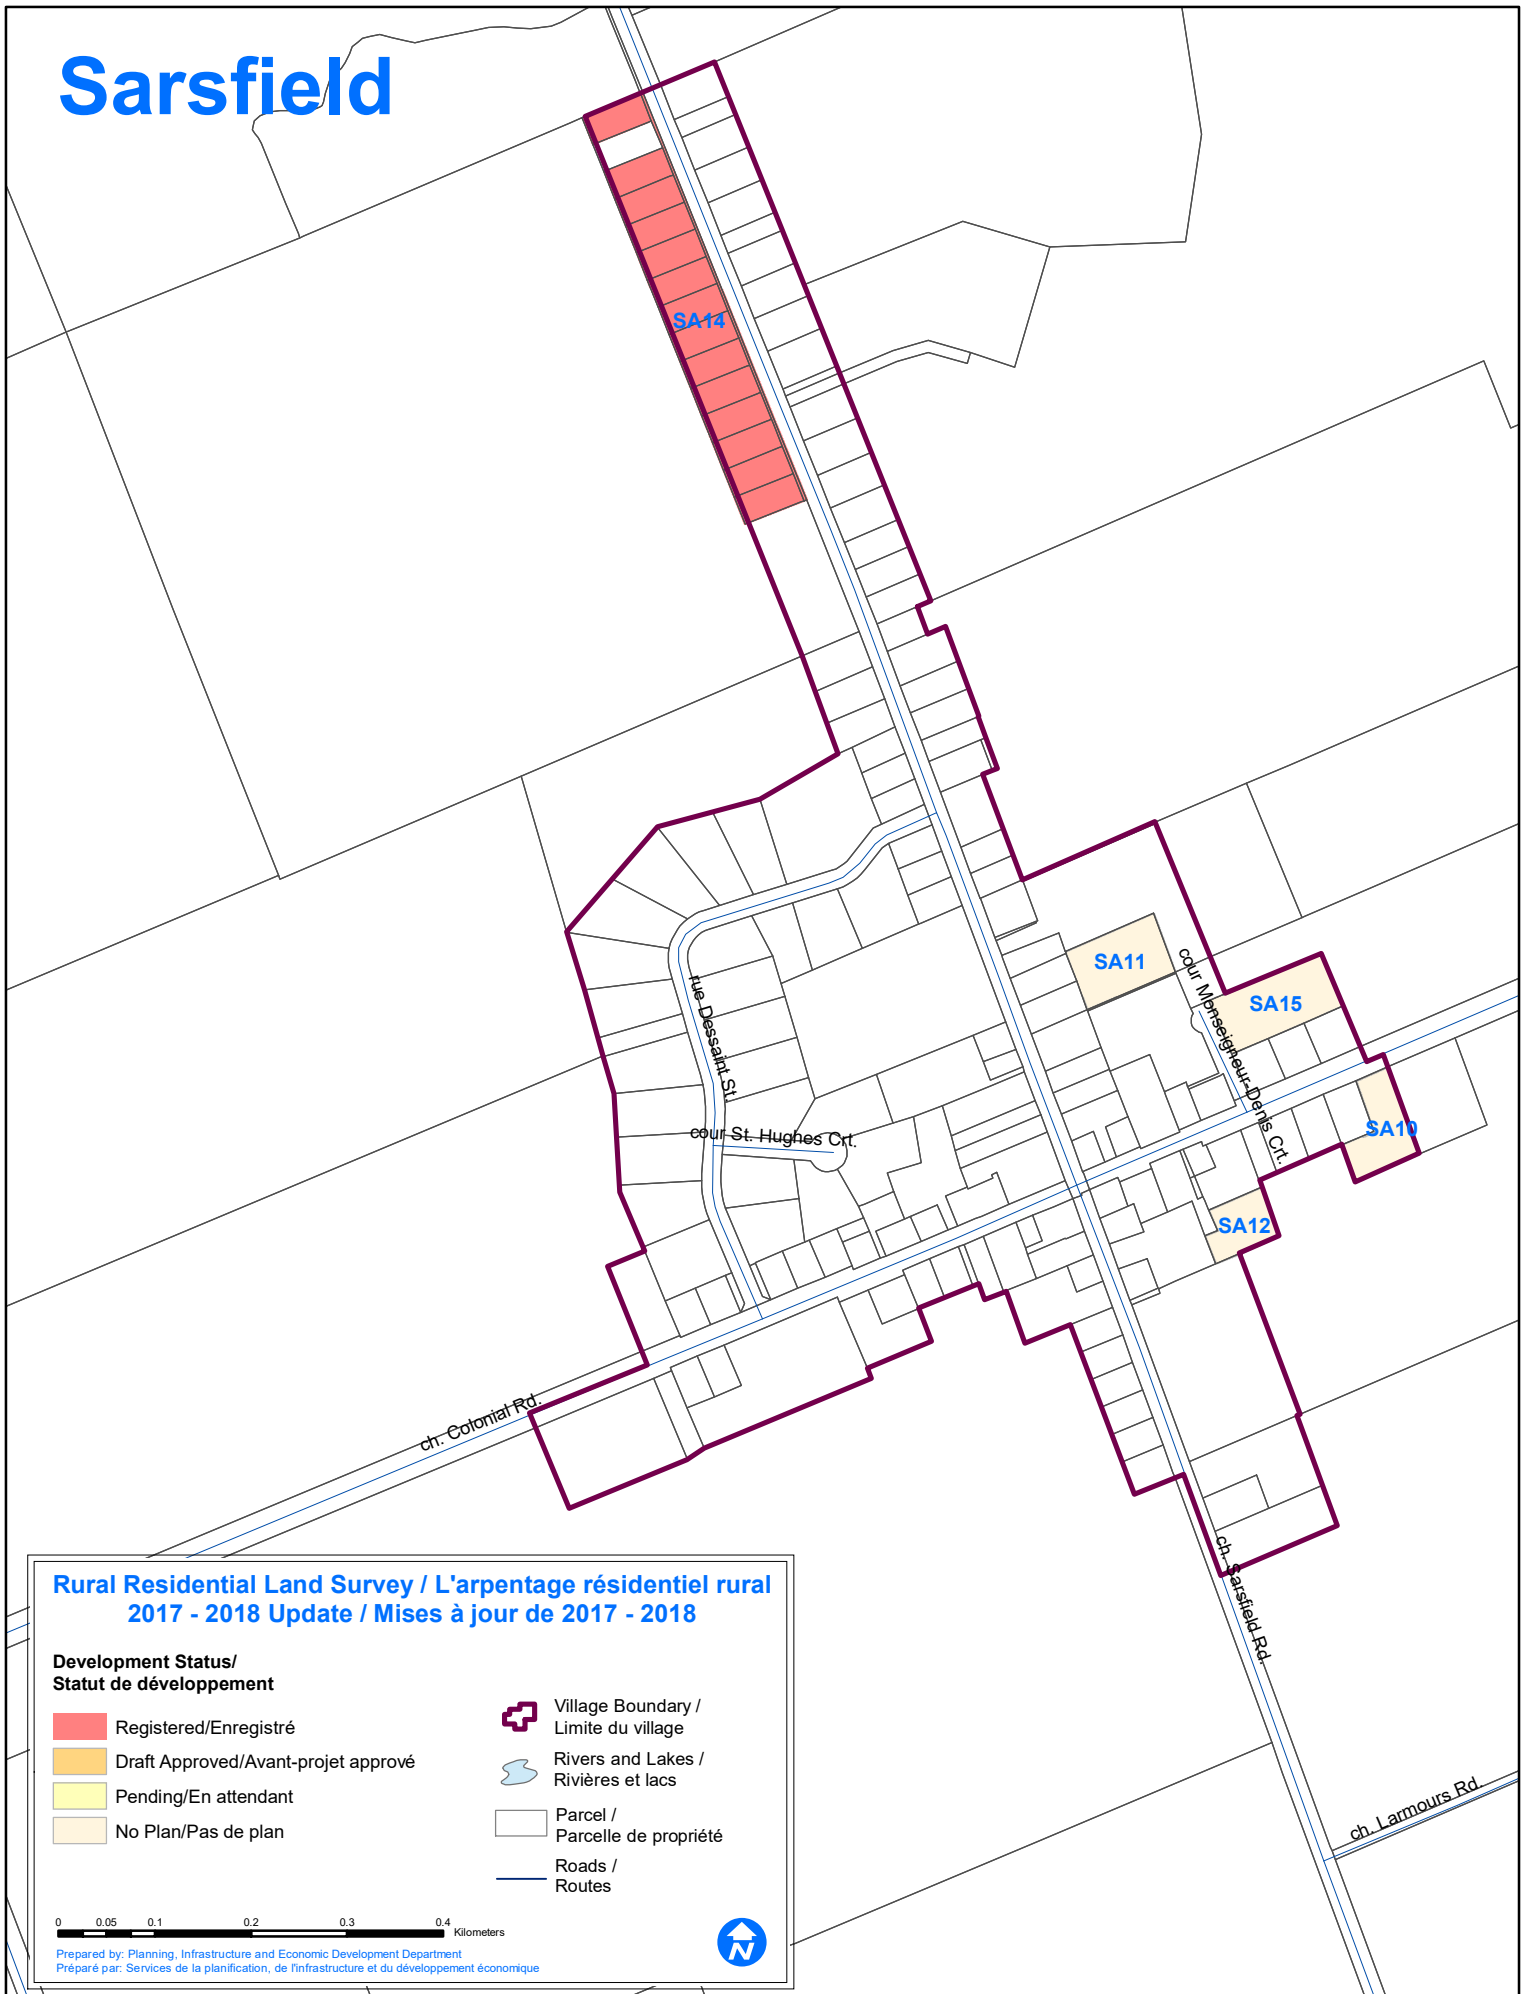 Sarsfield
SA14
SA11
cour Monseigneur-Denis Crt.
SA15
rue Dessaint St.
SA10
cour St. Hughes Crt.
SA12
ch. Colonial Rd.
ch. Sarsfield Rd.
ch. Larmours Rd.
Rural Residential Land Survey / L'arpentage résidentiel rural
2017 - 2018 Update / Mises à jour de 2017 - 2018
Development Status/
Statut de développement
Registered/Enregistré
Draft Approved/Avant-projet apprové
Pending/En attendant
No Plan/Pas de plan
Village Boundary /
Limite du village
Rivers and Lakes /
Rivières et lacs
Parcel /
Parcelle de propriété
Roads /
Routes
0 0.05 0.1 0.2 0.3 0.4
Kilometers
Prepared by: Planning, Infrastructure and Economic Development Department
Préparé par: Services de la planification, de l'infrastructure et du développement économique
N